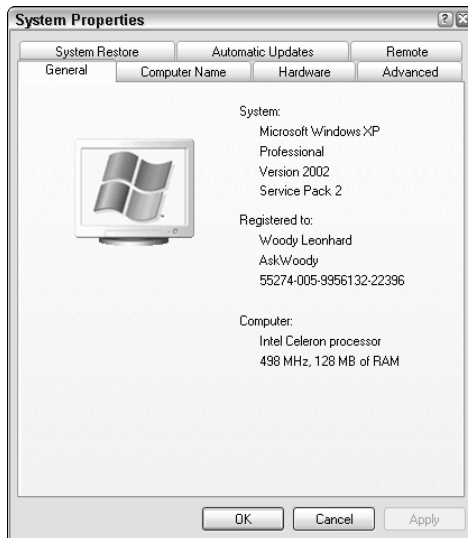 System Properties
System Restore Automatic Updates Remote
General Computer Name Hardware Advanced
System:
Microsoft Windows XP
Professional
Version 2002
Service Pack 2
Registered to:
Woody Leonhard
AskWoody
55274-005-9956132-22396
Computer:
Intel Celeron processor
498 MHz, 128 MB of RAM
OK Cancel Apply